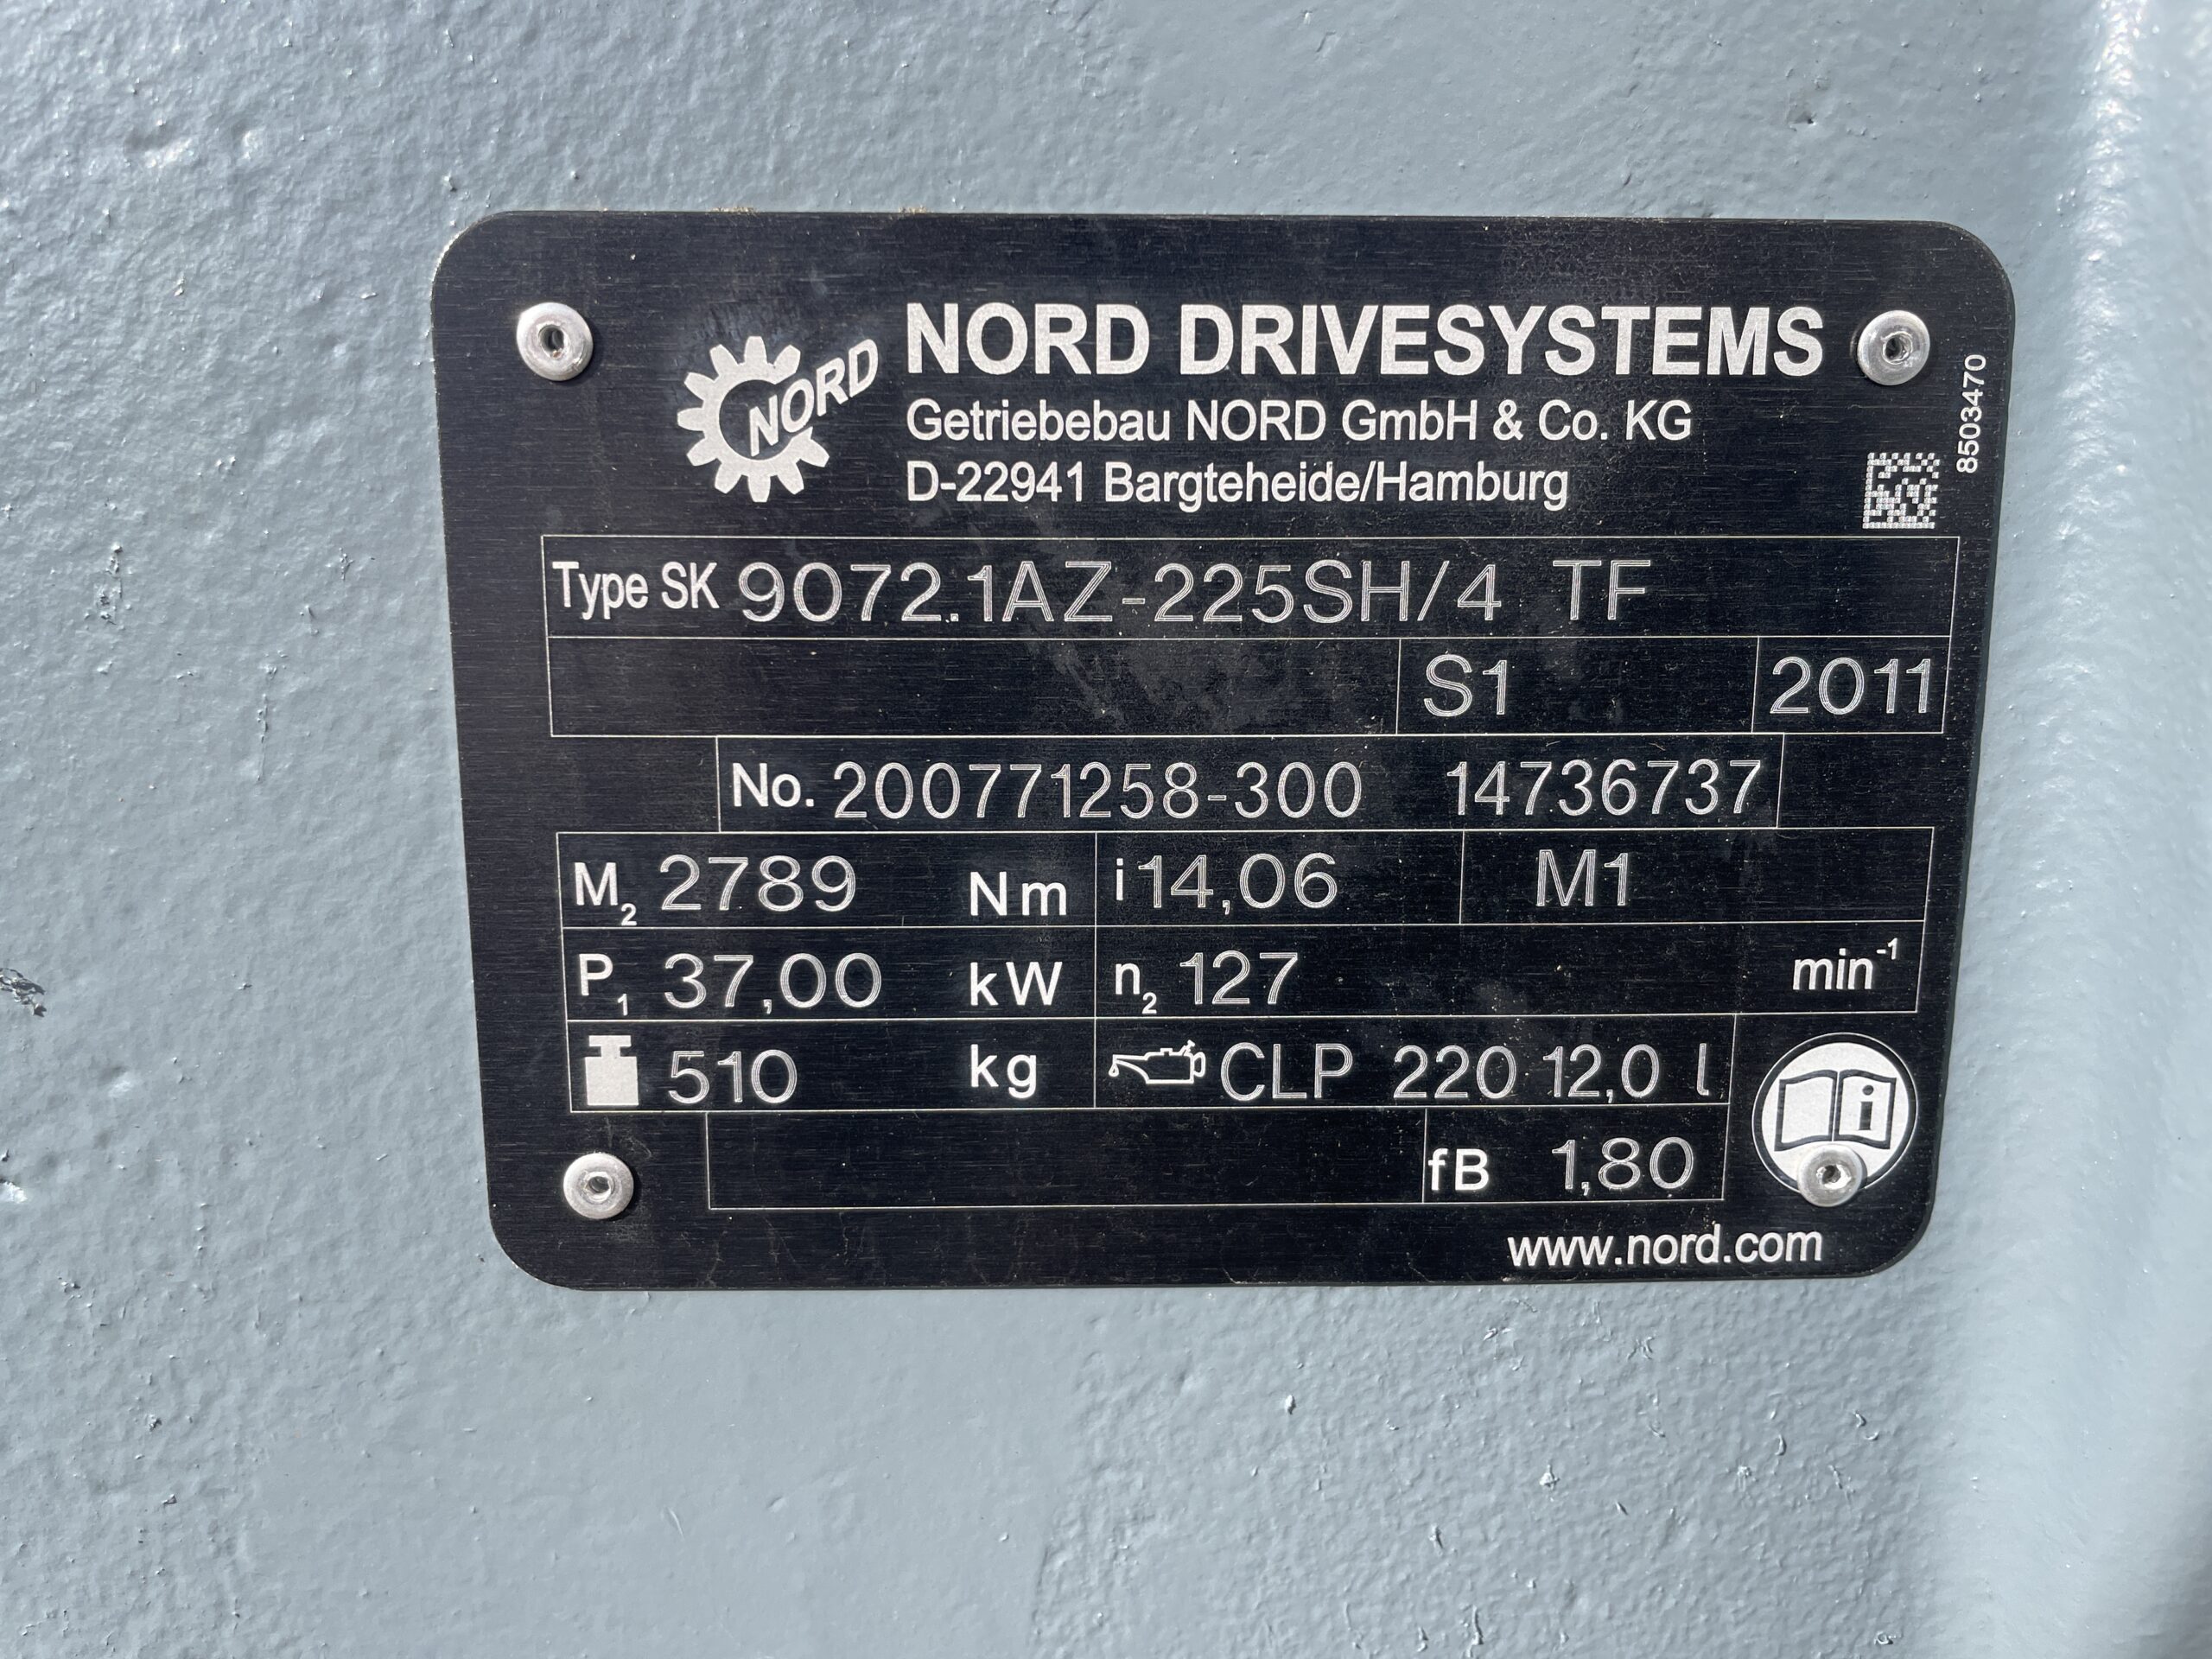 NORD
NORD DRIVESYSTEMS
Getriebebau NORD GmbH & Co. KG
D-22941 Bargteheide/Hamburg
8503470
Type SK 9072.1AZ-225SH/4 TF
S1 2011
No. 200771258-300 14736737
M2 2789 Nm i 14,06 M1
P1 37,00 kW n2 127 min-1
510 kg CLP 220 12,0 l
i
fB 1,80
www.nord.com